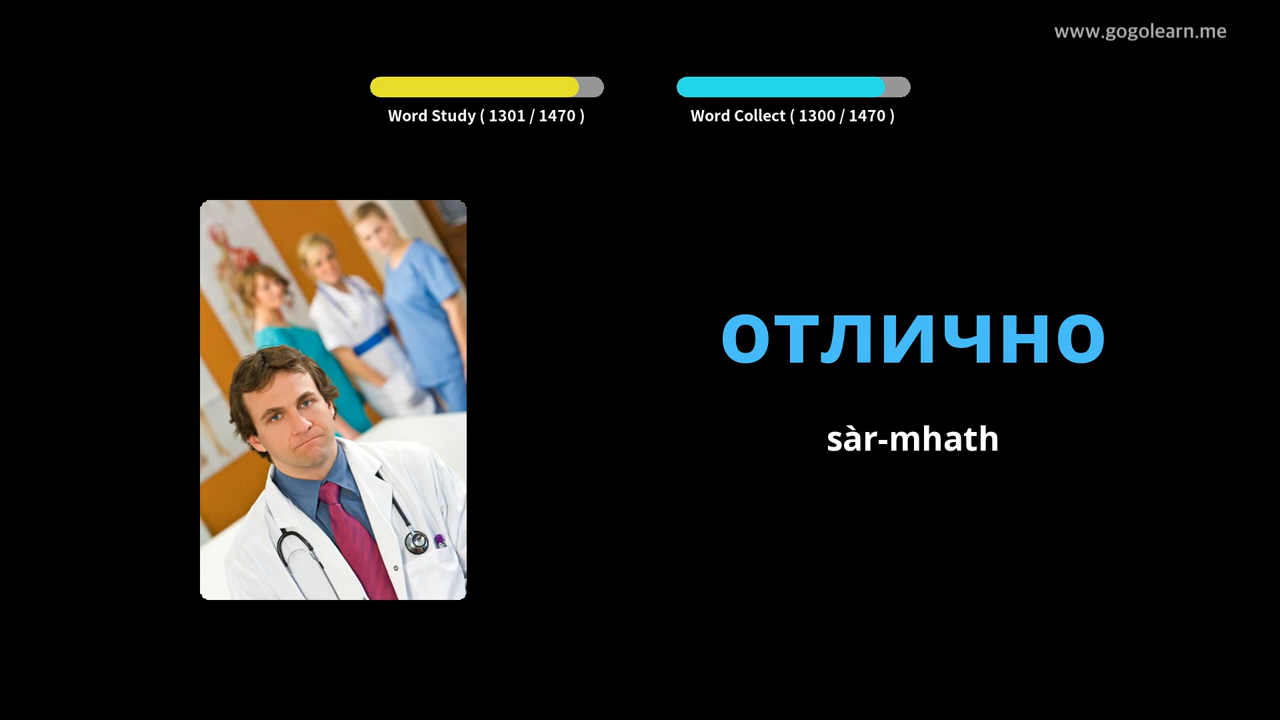 www.gogolearn.me
Word Study ( 1301 / 1470 )
Word Collect ( 1300 / 1470 )
отлично
sàr-mhath